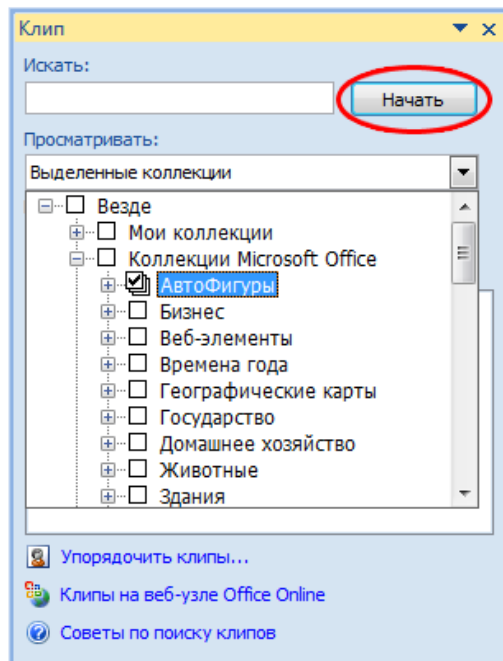 Клип
Искать:
Начать
Просматривать:
Выделенные коллекции
Везде
Мои коллекции
Коллекции Microsoft Office
АвтоФигуры
Бизнес
Веб-элементы
Времена года
Географические карты
Государство
Домашнее хозяйство
Животные
Здания
Упорядочить клипы...
Клипы на веб-узле Office Online
Советы по поиску клипов